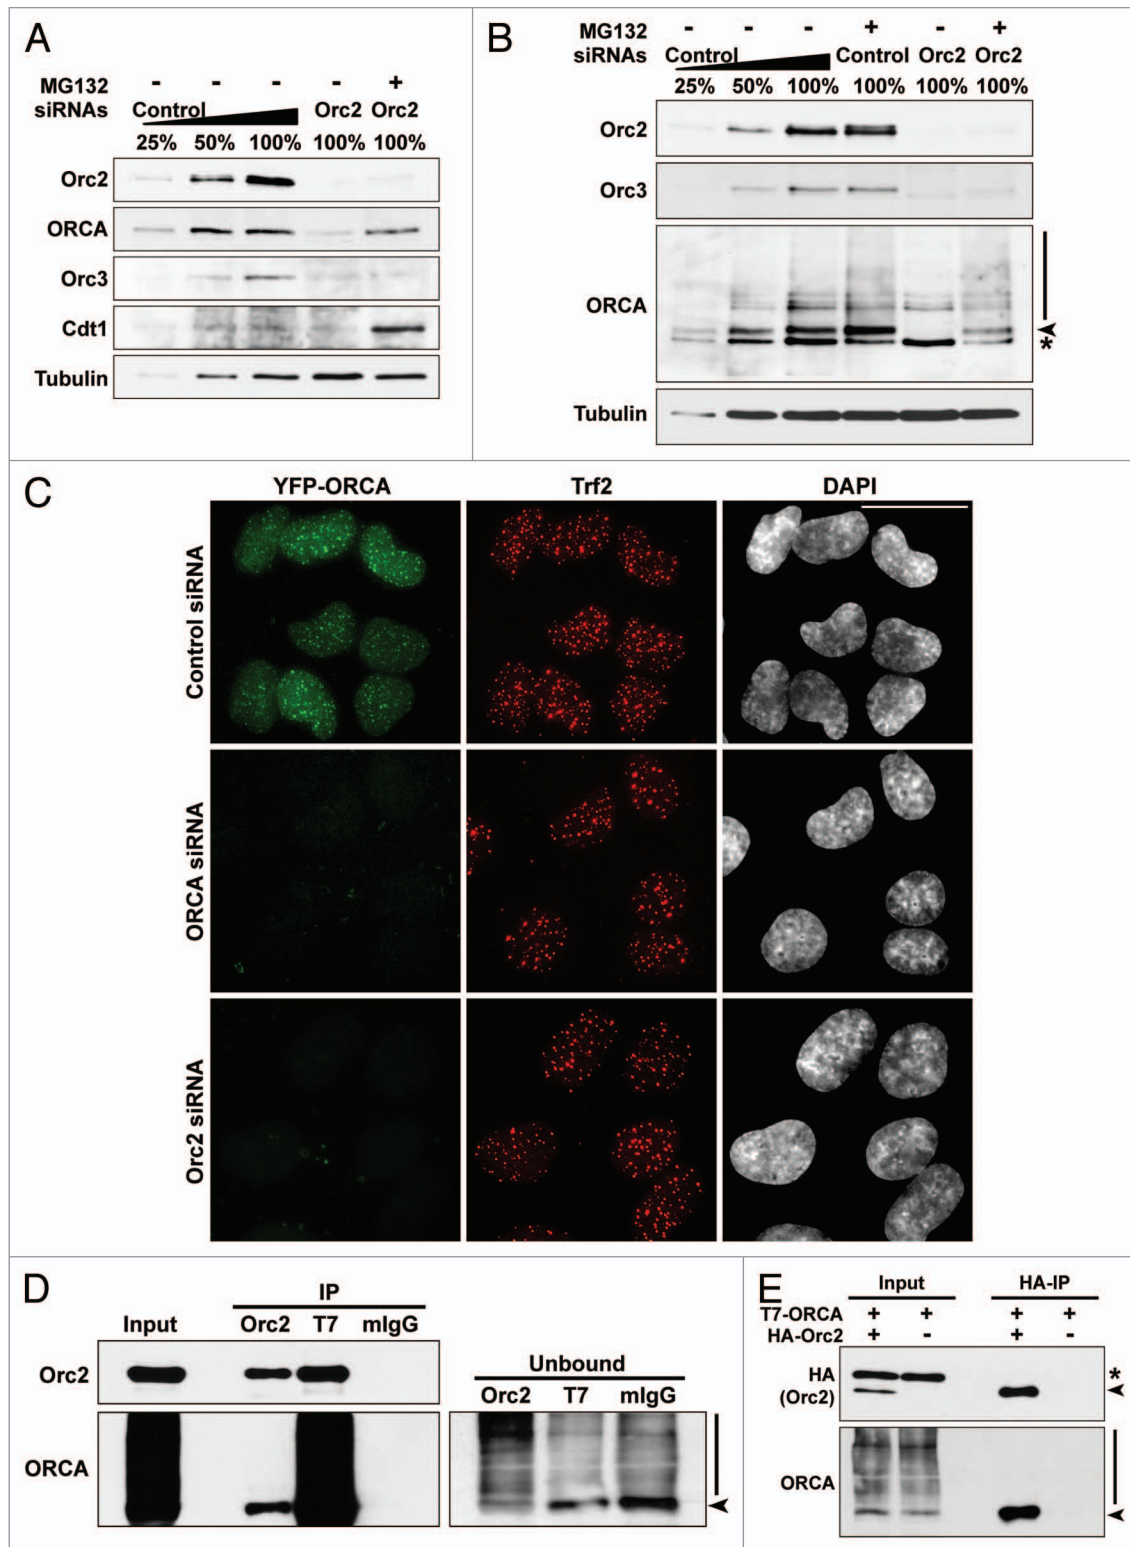 A
MG132 - - - - +
siRNAs Control Orc2 Orc2
25% 50% 100% 100% 100%
Orc2
ORCA
Orc3
Cdt1
Tubulin
B
MG132 - - - + - +
siRNAs Control Control Orc2 Orc2
25% 50% 100% 100% 100% 100%
Orc2
Orc3
ORCA
*
Tubulin
C
YFP-ORCA Trf2 DAPI
Control siRNA
ORCA siRNA
Orc2 siRNA
D
IP
Input Orc2 T7 mIgG
Orc2
ORCA
Unbound
Orc2 T7 mIgG
E
Input HA-IP
T7-ORCA + + + +
HA-Orc2 + - + -
HA
(Orc2)
*
ORCA